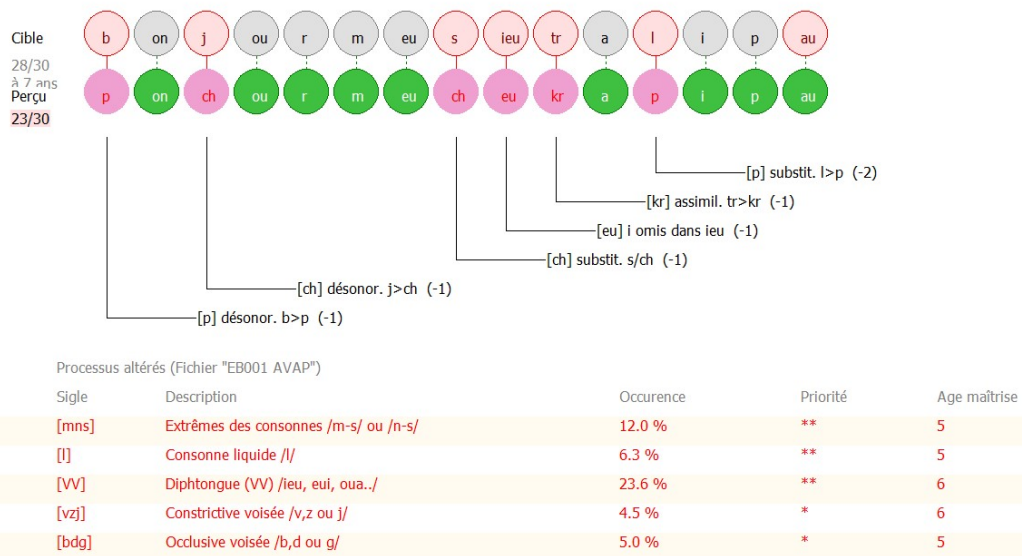 Cible b on j ou r m eu s ieu tr a l i p au
28/30
à 7 ans
Perçu p on ch ou r m eu ch eu kr a p i p au
23/30
[p] substit. l>p (-2)
[kr] assimil. tr>kr (-1)
[eu] i omis dans ieu (-1)
[ch] substit. s/ch (-1)
[ch] désonor. j>ch (-1)
[p] désonor. b>p (-1)
Processus altérés (Fichier "EB001 AVAP")
Sigle Description Occurence Priorité Age maîtrise
[mns] Extrêmes des consonnes /m-s/ ou /n-s/ 12.0 % ** 5
[l] Consonne liquide /l/ 6.3 % ** 5
[VV] Diphtongue (VV) /ieu, eui, oua../ 23.6 % ** 6
[vzj] Constrictive voisée /v,z ou j/ 4.5 % * 6
[bdg] Occlusive voisée /b,d ou g/ 5.0 % * 5